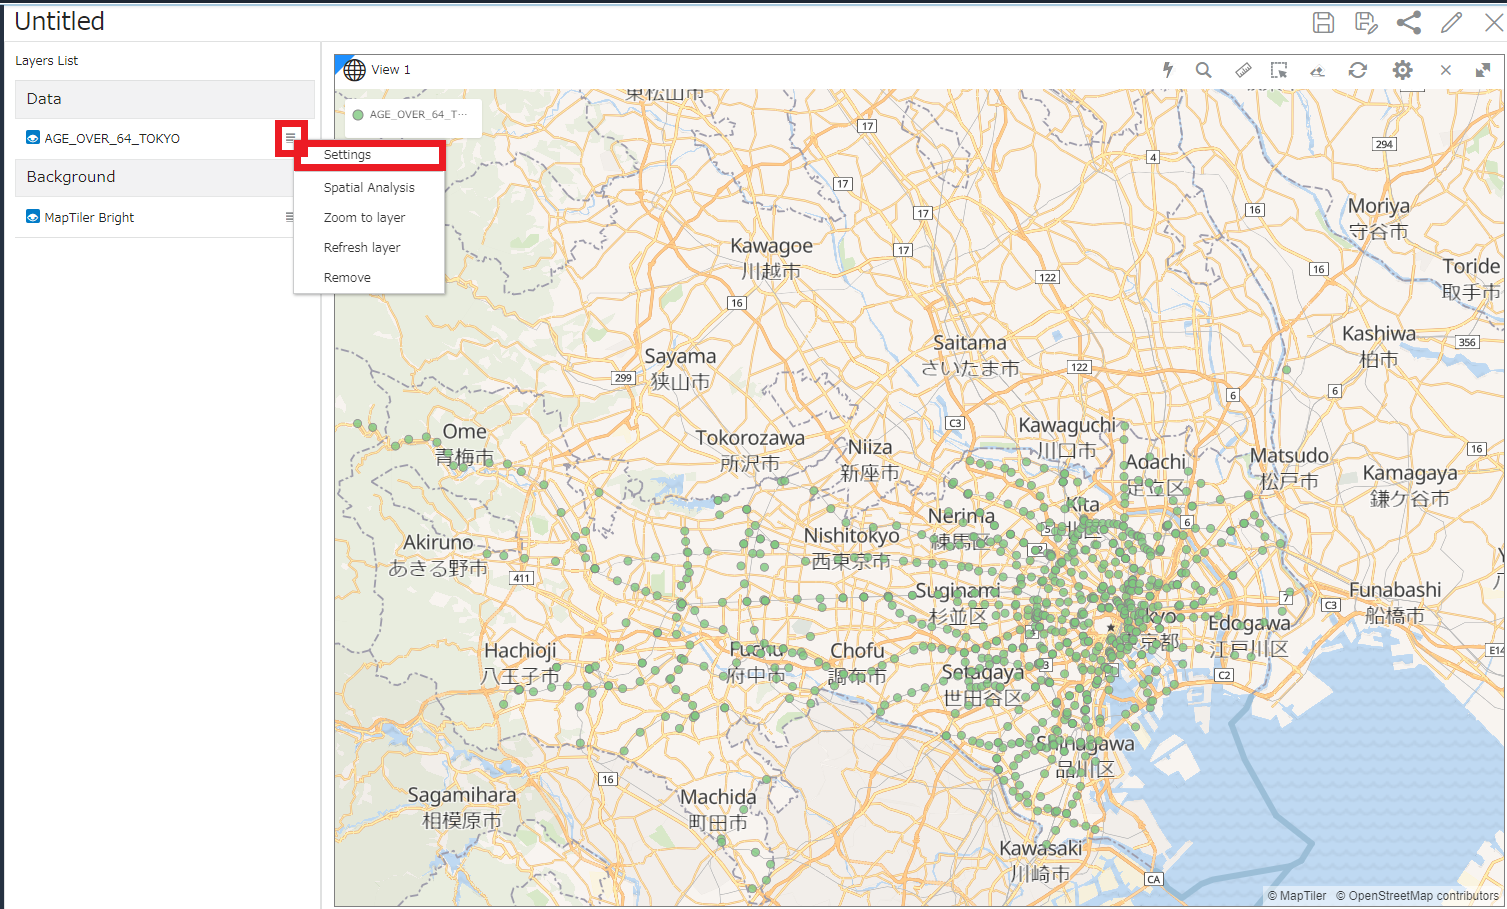 Untitled
Layers List
Data
AGE_OVER_64_TOKYO
Background
MapTiler Bright
Settings
Spatial Analysis
Zoom to layer
Refresh layer
Remove
View 1
AGE_OVER_64_T···
東松山市
17
294
4
17
16
17
Moriya
守谷市
Kawagoe
川越市
17
16
Toride
取手市
122
16
Kashiwa
柏市
356
Saitama
さいたま市
Sayama
狭山市
299
122
6
6
C3
Kawaguchi
川口市
Ome
青梅市
Tokorozawa
所沢市
Niiza
新座市
Adachi
足立区
Matsudo
松戸市
16
Kamagaya
鎌ケ谷市
Kita
北区
Nerima
練馬区
5
6
Nishitokyo
西東京市
Akiruno
あきる野市
411
Suginami
杉並区
7
C3
Funabashi
船橋市
東京都
Edogawa
江戸川区
Hachioji
八王子市
Fuchu
府中市
Chofu
調布市
3
Setagaya
世田谷区
C2
E14
Shinagawa
品川区
16
Sagamihara
相模原市
Machida
町田市
Kawasaki
川崎市
CA
© MapTiler © OpenStreetMap contributors